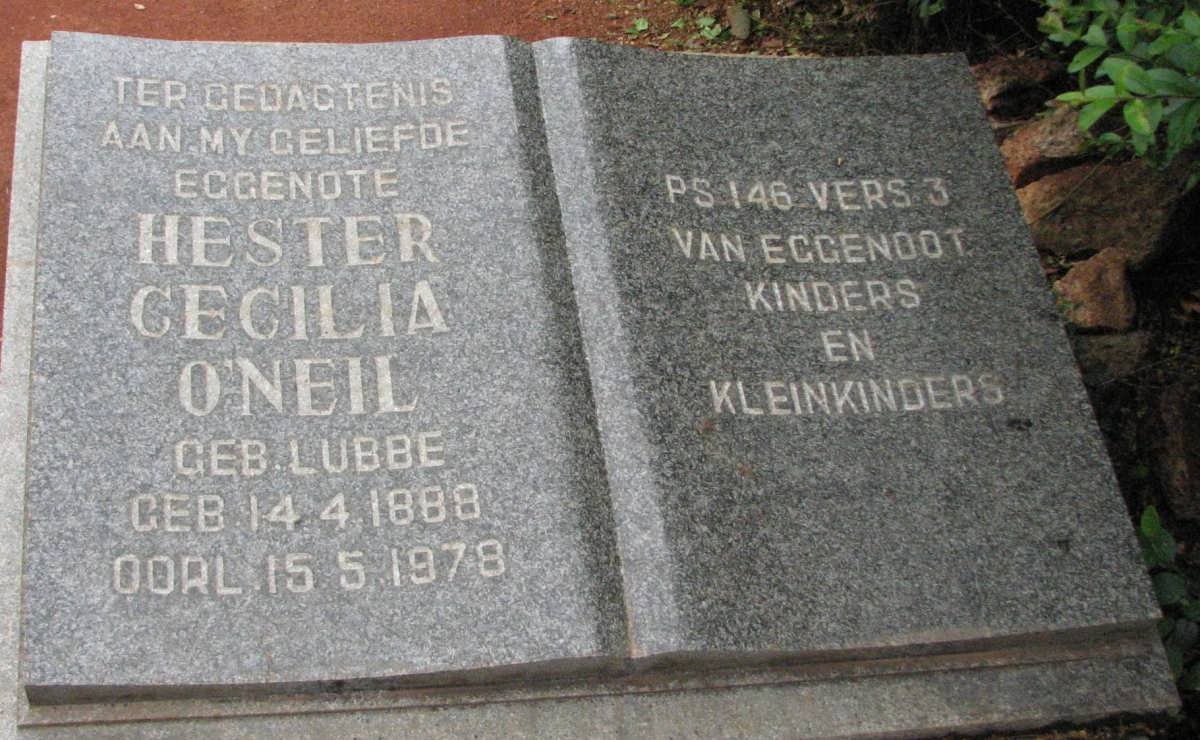 TER GEDAGTENIS
AAN MY GELIEFDE
EGGENOTE
HESTER
CECILIA
O'NEIL
GEB. LUBBE
GEB. 14.4.1888
OORL. 15.5.1978
PS. 146 VERS 3
VAN EGGENOOT
KINDERS
EN
KLEINKINDERS